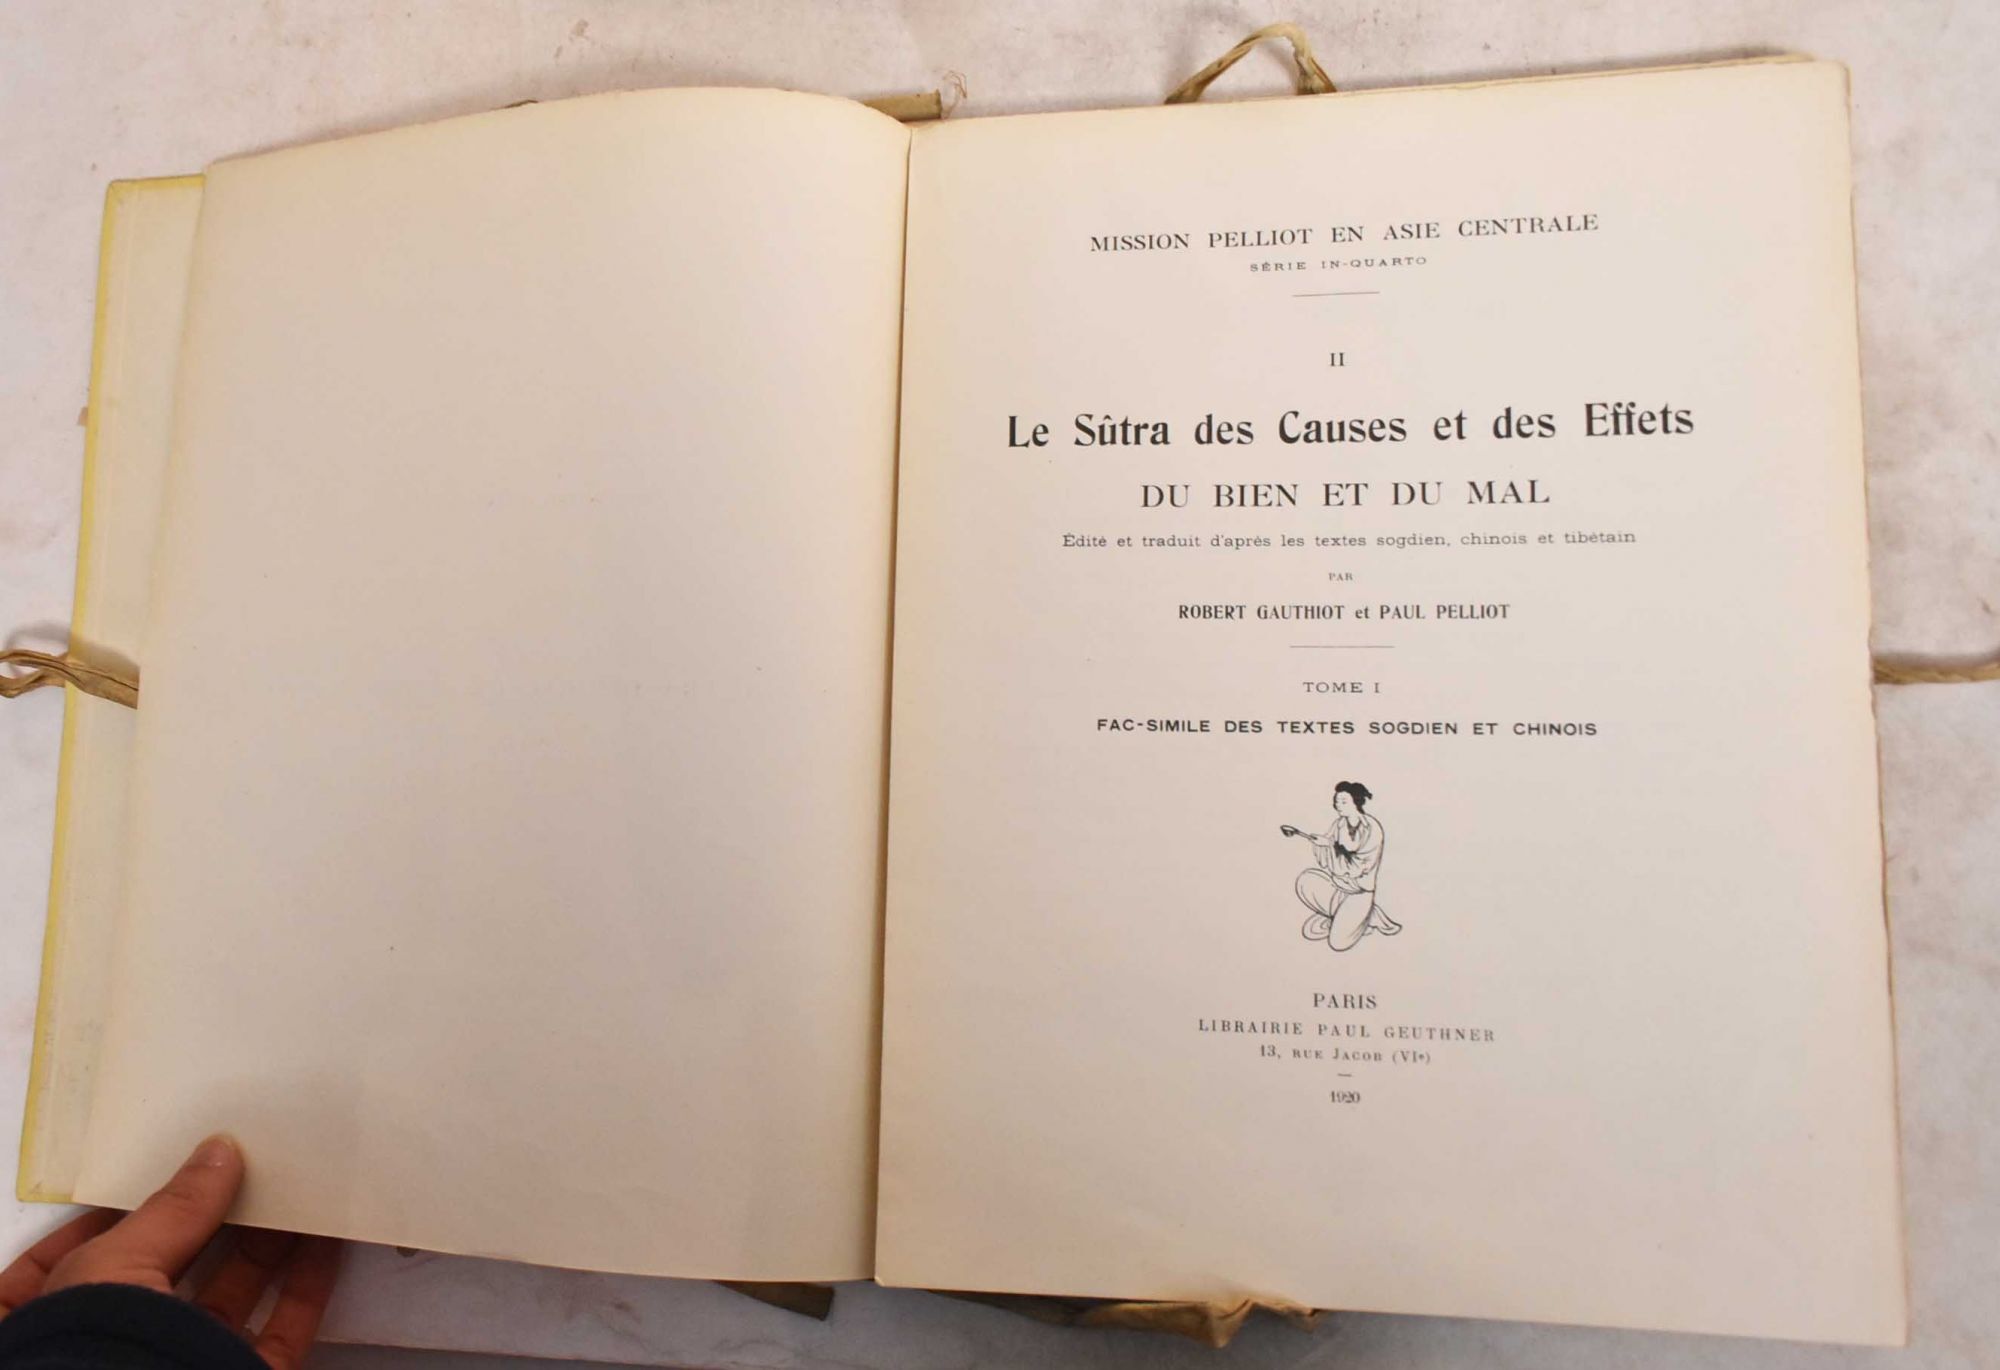 MISSION PELLIOT EN ASIE CENTRALE
SÉRIE IN-QUARTO
II
Le Sûtra des Causes et des Effets
DU BIEN ET DU MAL
Édité et traduit d'après les textes sogdien, chinois et tibétain
PAR
ROBERT GAUTHIOT et PAUL PELLIOT
TOME I
FAC-SIMILE DES TEXTES SOGDIEN ET CHINOIS
PARIS
LIBRAIRIE PAUL GEUTHNER
13, RUE JACOB (VIe)
1920